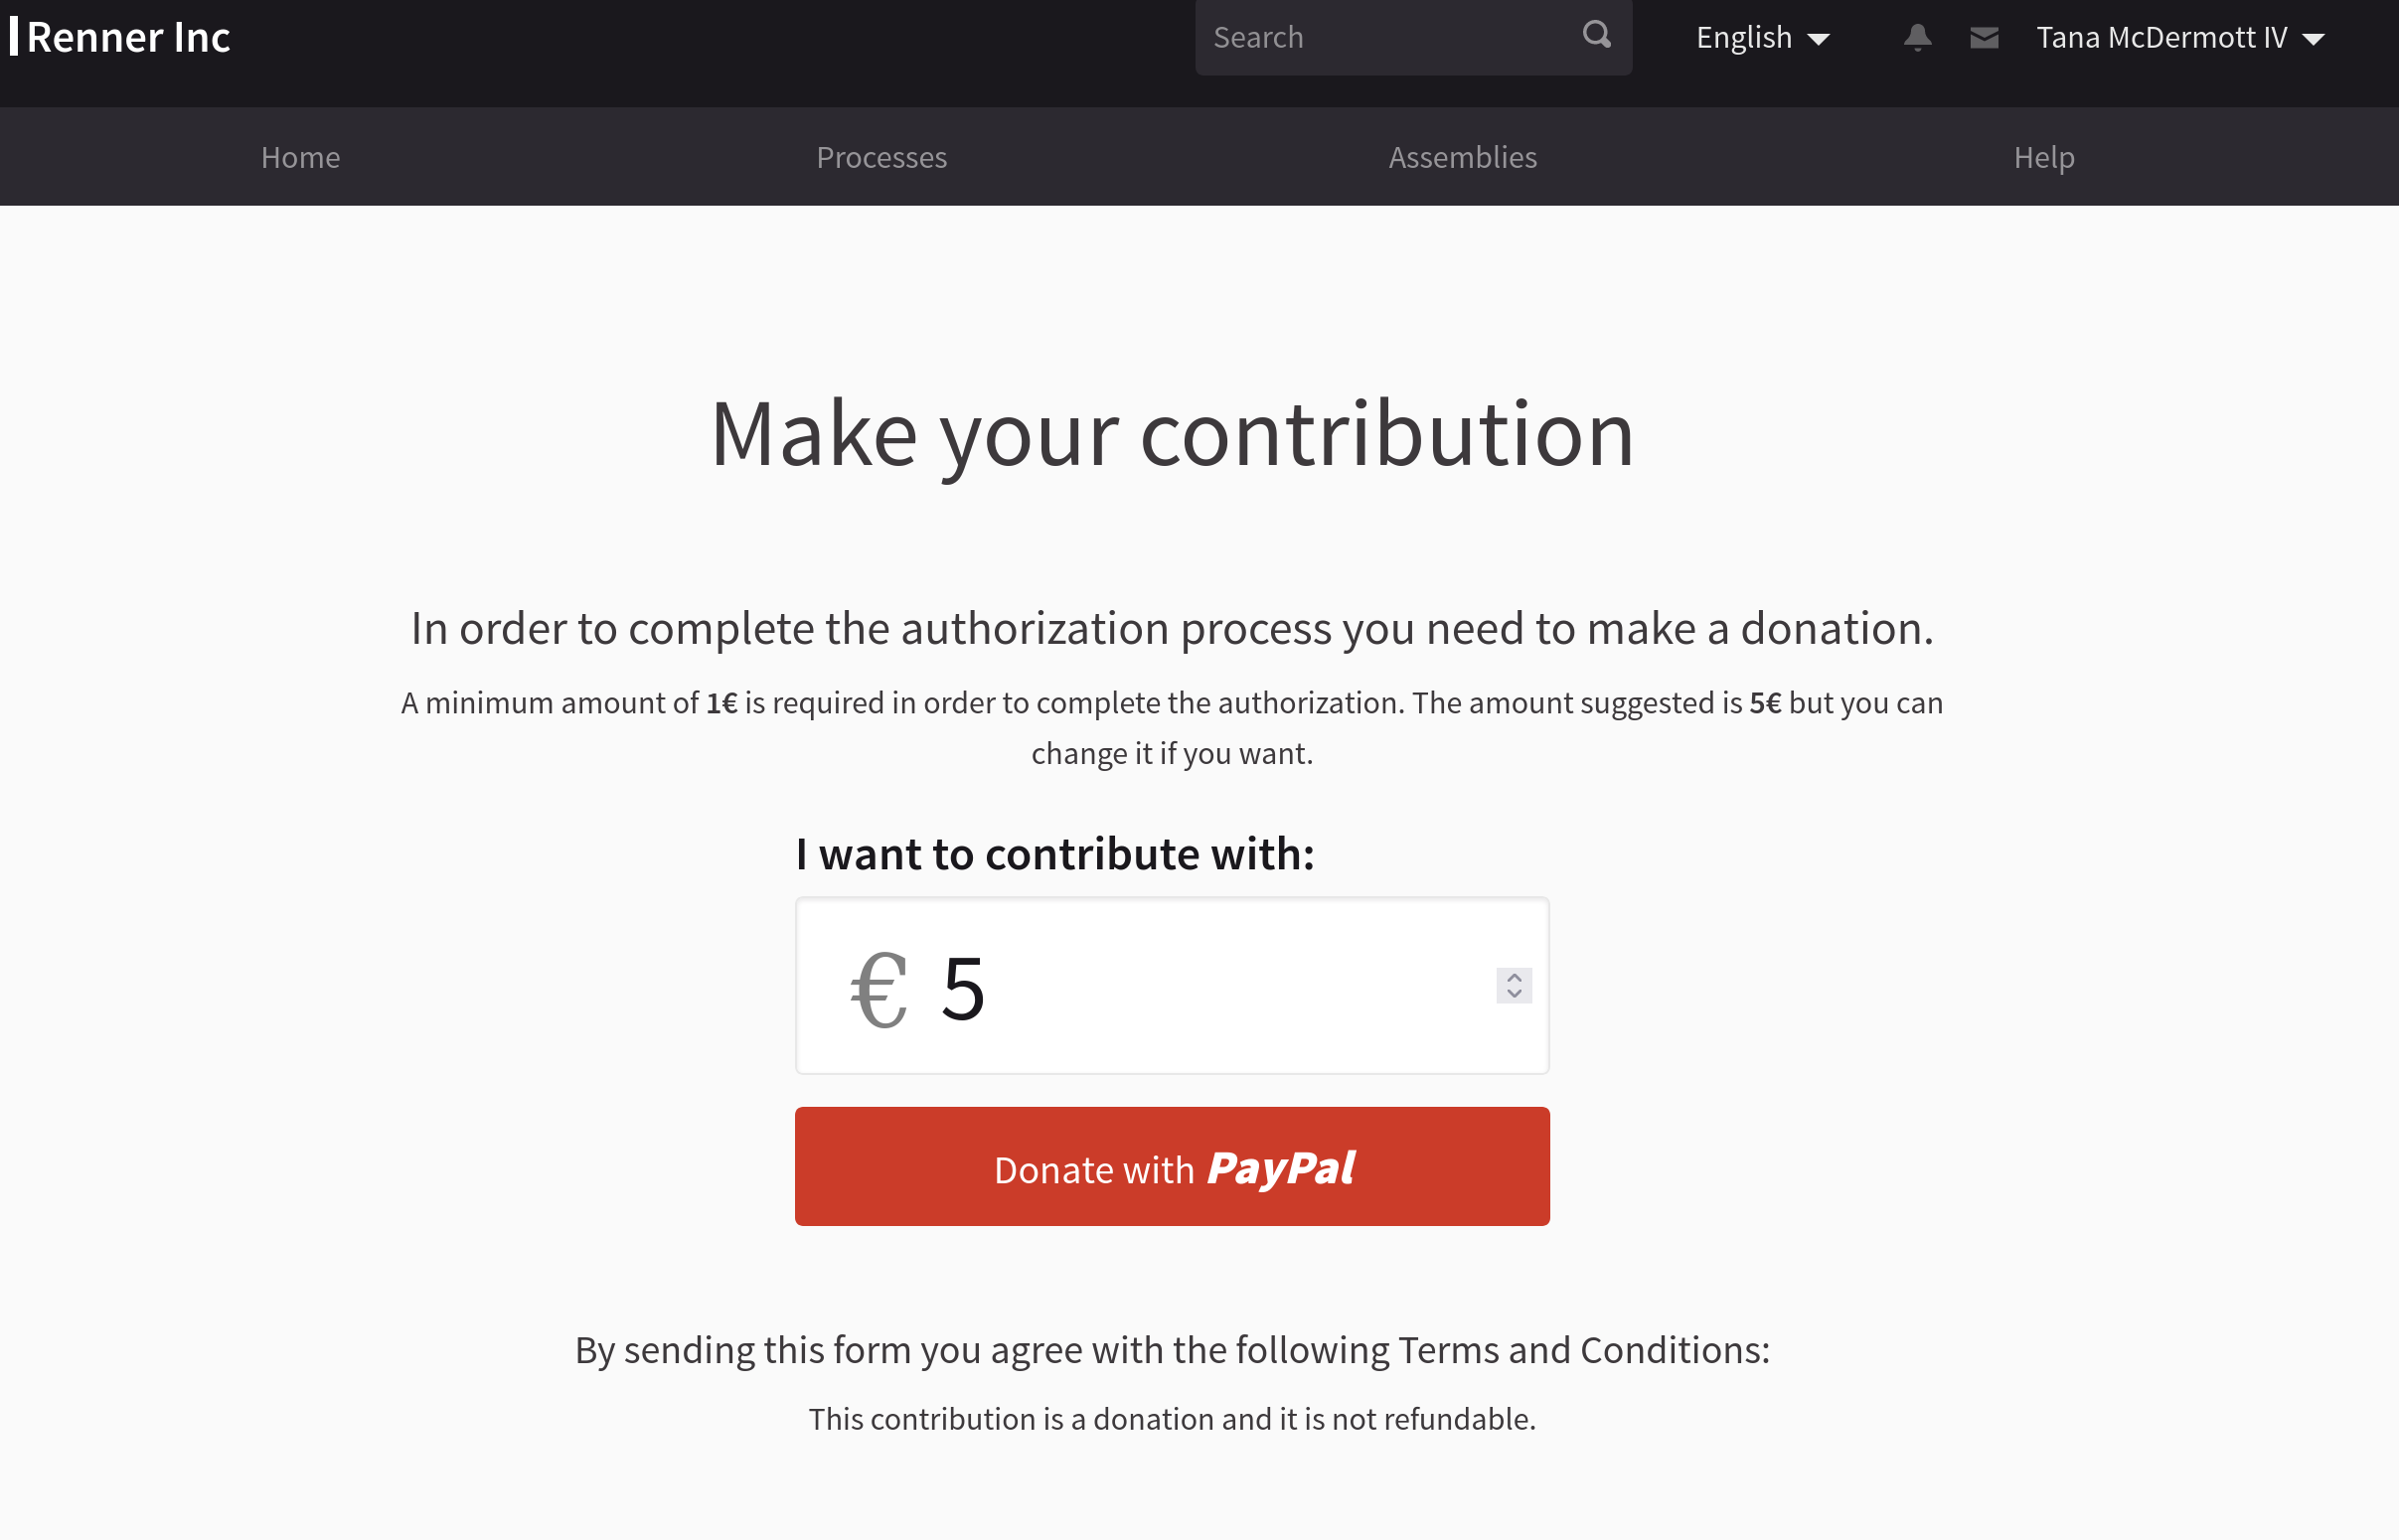 Renner Inc
Search
English
Tana McDermott IV
Home
Processes
Assemblies
Help
Make your contribution
In order to complete the authorization process you need to make a donation.
A minimum amount of 1€ is required in order to complete the authorization. The amount suggested is 5€ but you can
change it if you want.
I want to contribute with:
€ 5
Donate with PayPal
By sending this form you agree with the following Terms and Conditions:
This contribution is a donation and it is not refundable.